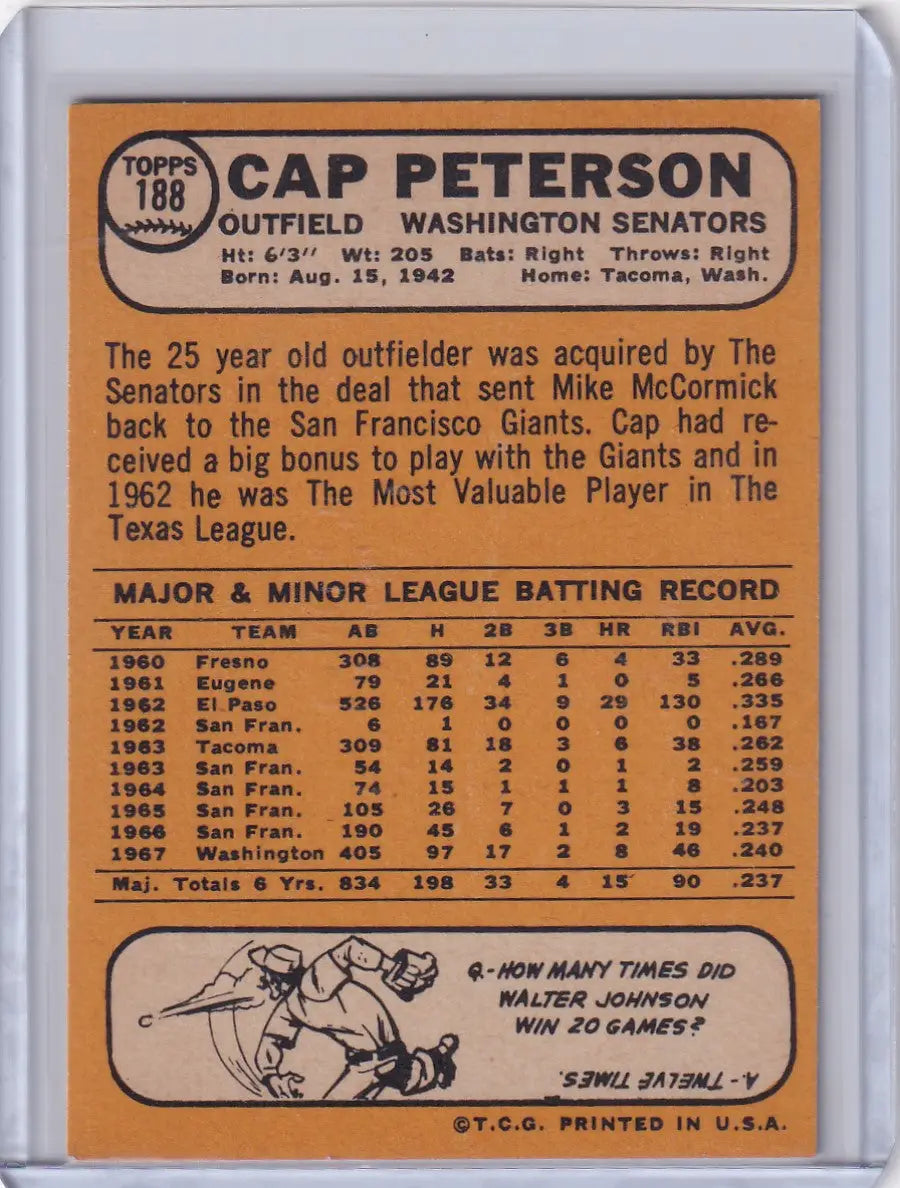 TOPPS
188
CAP PETERSON
OUTFIELD WASHINGTON SENATORS
Ht: 6'3" Wt: 205 Bats: Right Throws: Right
Born: Aug. 15, 1942 Home: Tacoma, Wash.
The 25 year old outfielder was acquired by The
Senators in the deal that sent Mike McCormick
back to the San Francisco Giants. Cap had re-
ceived a big bonus to play with the Giants and in
1962 he was The Most Valuable Player in The
Texas League.
MAJOR & MINOR LEAGUE BATTING RECORD
YEAR TEAM AB H 2B 3B HR RBI AVG.
1960 Fresno 308 89 12 6 4 33 .289
1961 Eugene 79 21 4 1 0 5 .266
1962 El Paso 526 176 34 9 29 130 .335
1962 San Fran. 6 1 0 0 0 0 .167
1963 Tacoma 309 81 18 3 6 38 .262
1963 San Fran. 54 14 2 0 1 2 .259
1964 San Fran. 74 15 1 1 1 8 .203
1965 San Fran. 105 26 7 0 3 15 .248
1966 San Fran. 190 45 6 1 2 19 .237
1967 Washington 405 97 17 2 8 46 .240
Maj. Totals 6 Yrs. 834 198 33 4 15 90 .237
Q.-HOW MANY TIMES DID
WALTER JOHNSON
WIN 20 GAMES?
A.-TWELVE TIMES.
©T.C.G. PRINTED IN U.S.A.